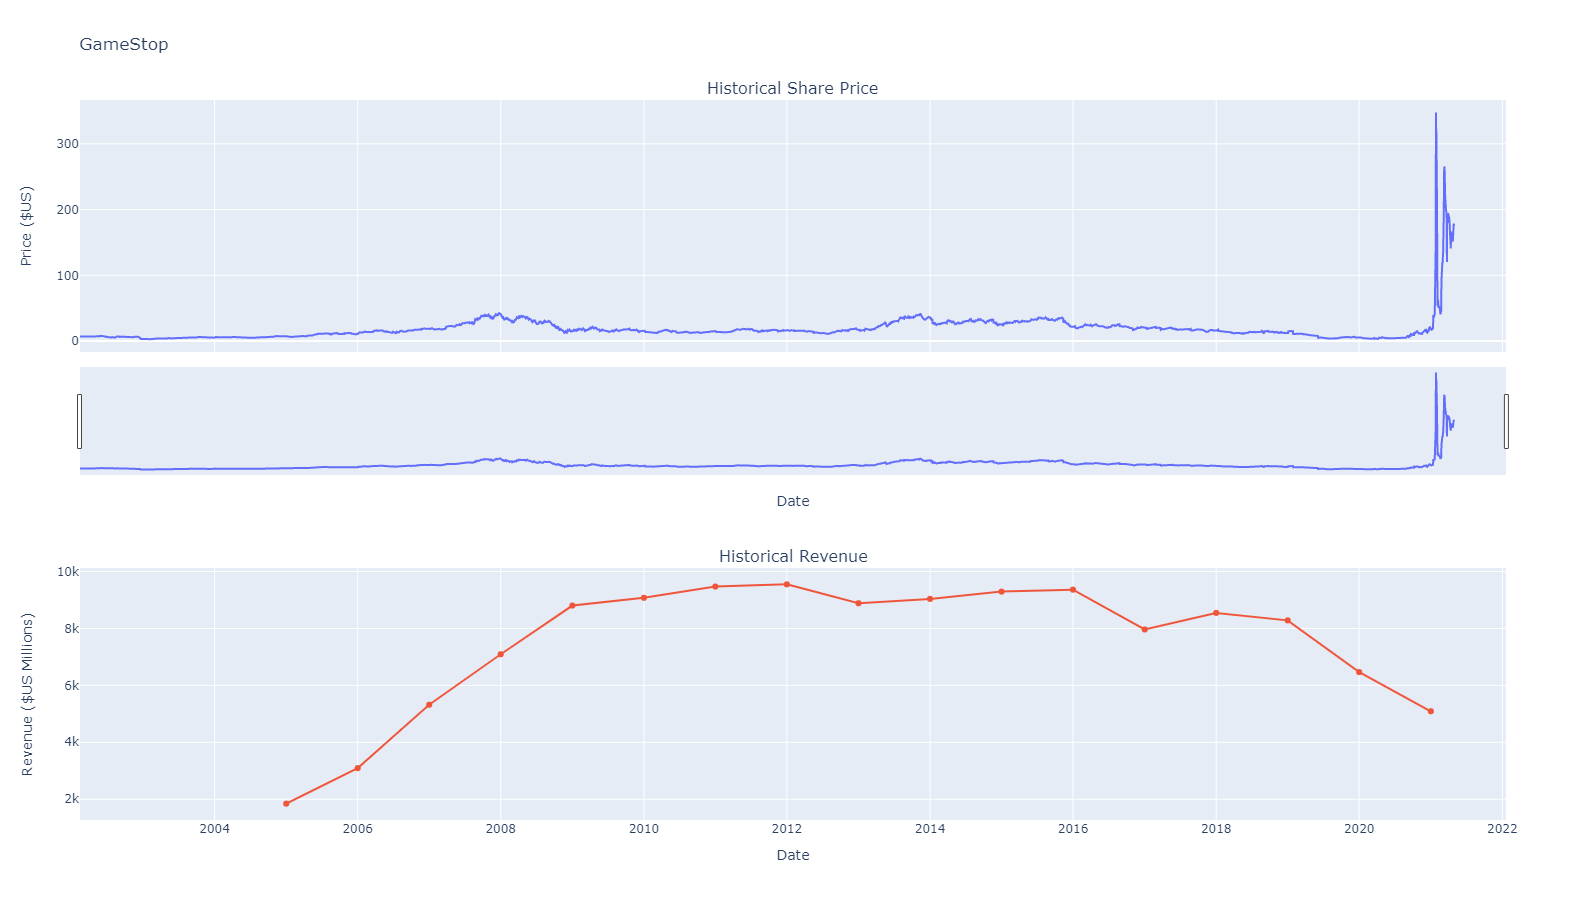 GameStop
Historical Share Price
Price ($US)
300
200
100
0
Date
Historical Revenue
Revenue ($US Millions)
10k
8k
6k
4k
2k
2004 2006 2008 2010 2012 2014 2016 2018 2020 2022
Date